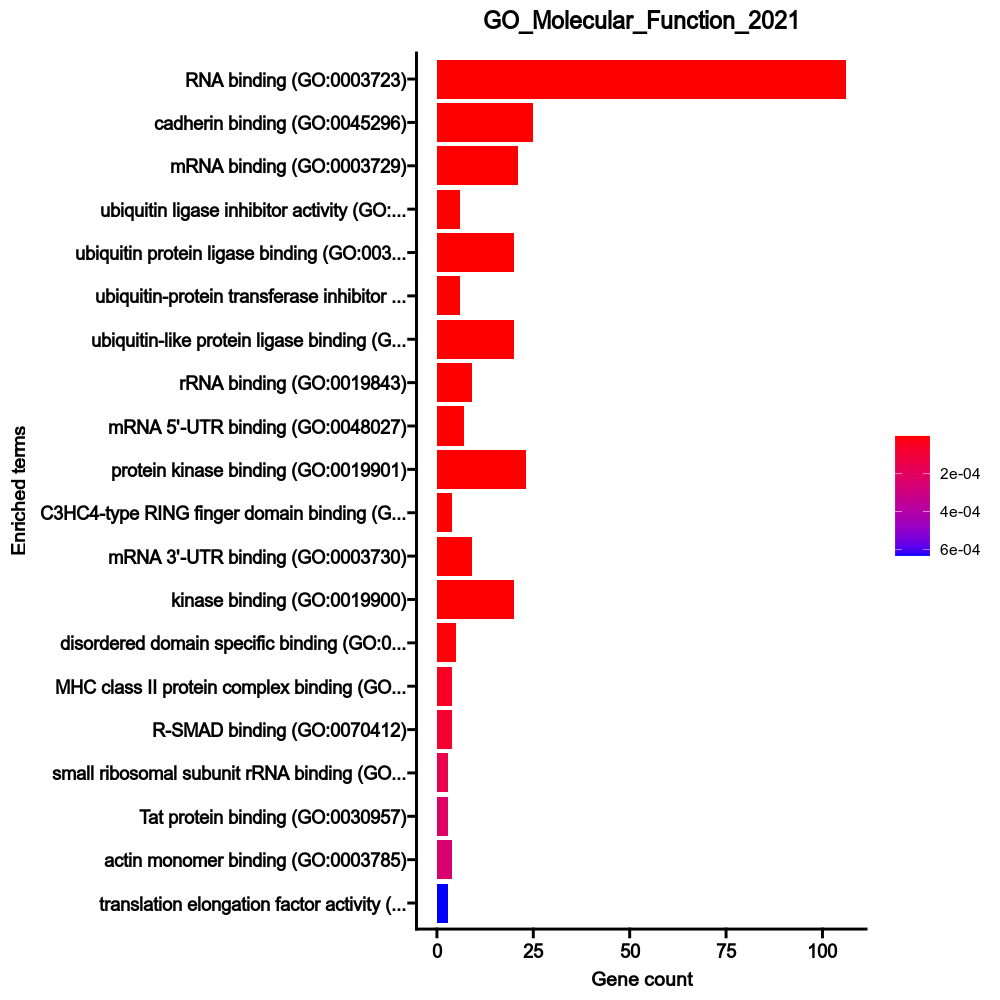 GO_Molecular_Function_2021
RNA binding (GO:0003723)
cadherin binding (GO:0045296)
mRNA binding (GO:0003729)
ubiquitin ligase inhibitor activity (GO:...
ubiquitin protein ligase binding (GO:003...
ubiquitin-protein transferase inhibitor ...
ubiquitin-like protein ligase binding (G...
rRNA binding (GO:0019843)
mRNA 5'-UTR binding (GO:0048027)
protein kinase binding (GO:0019901)
C3HC4-type RING finger domain binding (G...
mRNA 3'-UTR binding (GO:0003730)
kinase binding (GO:0019900)
disordered domain specific binding (GO:0...
MHC class II protein complex binding (GO...
R-SMAD binding (GO:0070412)
small ribosomal subunit rRNA binding (GO...
Tat protein binding (GO:0030957)
actin monomer binding (GO:0003785)
translation elongation factor activity (...
Enriched terms
0 25 50 75 100
Gene count
2e-04
4e-04
6e-04